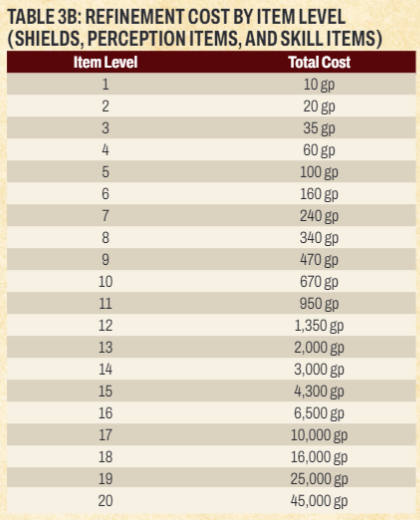 TABLE 3B: REFINEMENT COST BY ITEM LEVEL
(SHIELDS, PERCEPTION ITEMS, AND SKILL ITEMS)
Item Level Total Cost
1 10 gp
2 20 gp
3 35 gp
4 60 gp
5 100 gp
6 160 gp
7 240 gp
8 340 gp
9 470 gp
10 670 gp
11 950 gp
12 1,350 gp
13 2,000 gp
14 3,000 gp
15 4,300 gp
16 6,500 gp
17 10,000 gp
18 16,000 gp
19 25,000 gp
20 45,000 gp